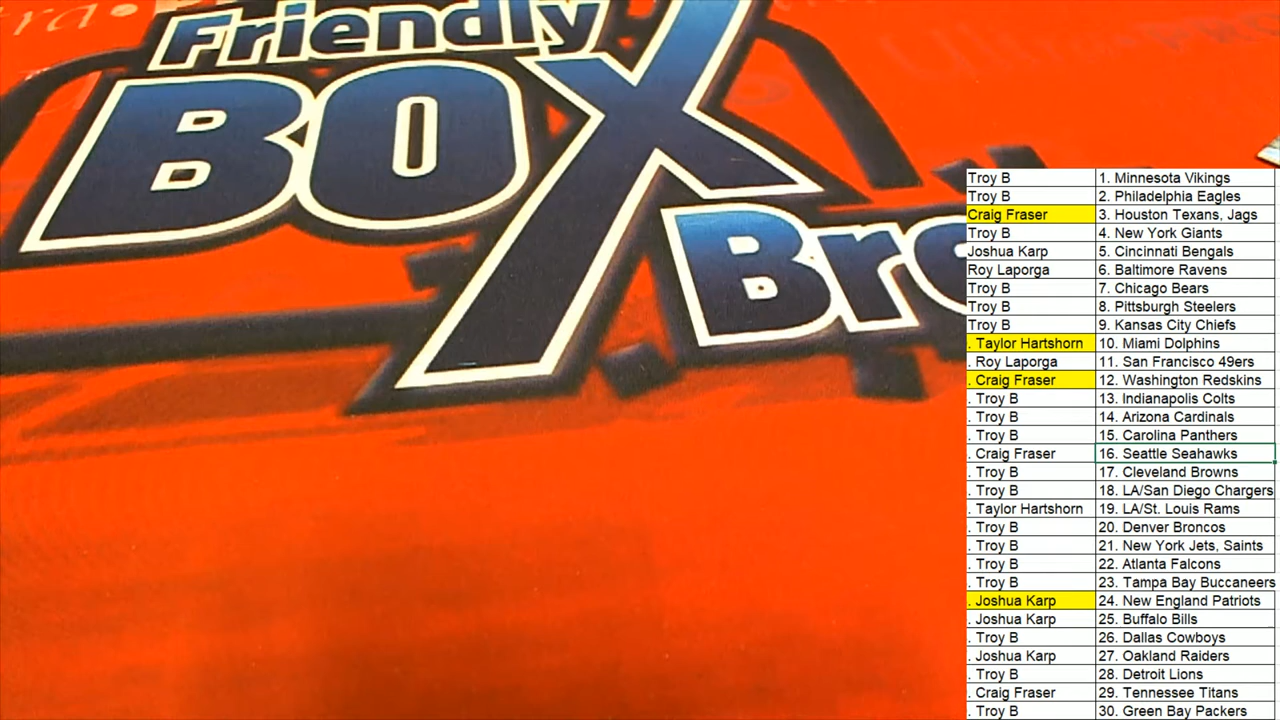 Friendly
BOX
Bre
Troy B 1. Minnesota Vikings
Troy B 2. Philadelphia Eagles
Craig Fraser 3. Houston Texans, Jags
Troy B 4. New York Giants
Joshua Karp 5. Cincinnati Bengals
Roy Laporga 6. Baltimore Ravens
Troy B 7. Chicago Bears
Troy B 8. Pittsburgh Steelers
Troy B 9. Kansas City Chiefs
. Taylor Hartshorn 10. Miami Dolphins
. Roy Laporga 11. San Francisco 49ers
. Craig Fraser 12. Washington Redskins
. Troy B 13. Indianapolis Colts
. Troy B 14. Arizona Cardinals
. Troy B 15. Carolina Panthers
. Craig Fraser 16. Seattle Seahawks
. Troy B 17. Cleveland Browns
. Troy B 18. LA/San Diego Chargers
. Taylor Hartshorn 19. LA/St. Louis Rams
. Troy B 20. Denver Broncos
. Troy B 21. New York Jets, Saints
. Troy B 22. Atlanta Falcons
. Troy B 23. Tampa Bay Buccaneers
. Joshua Karp 24. New England Patriots
. Joshua Karp 25. Buffalo Bills
. Troy B 26. Dallas Cowboys
. Joshua Karp 27. Oakland Raiders
. Troy B 28. Detroit Lions
. Craig Fraser 29. Tennessee Titans
. Troy B 30. Green Bay Packers